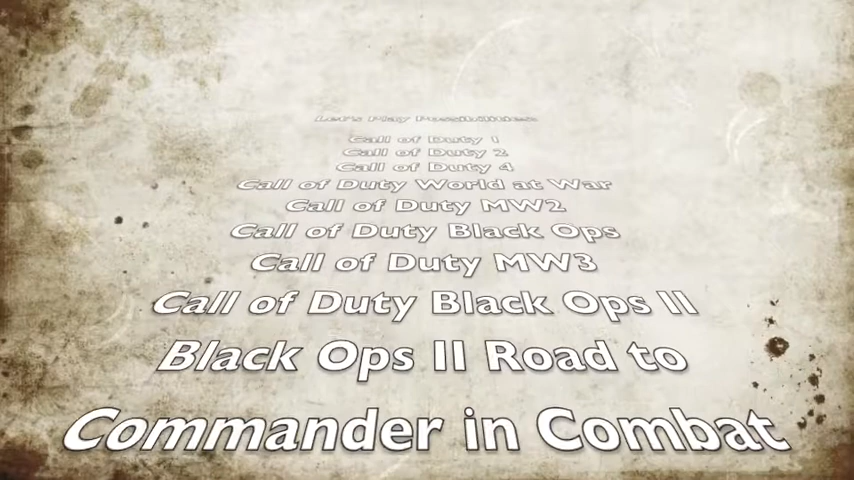 Let's Play Possibilities:
Call of Duty 1
Call of Duty 2
Call of Duty 4
Call of Duty World at War
Call of Duty MW2
Call of Duty Black Ops
Call of Duty MW3
Call of Duty Black Ops II
Black Ops II Road to
Commander in Combat